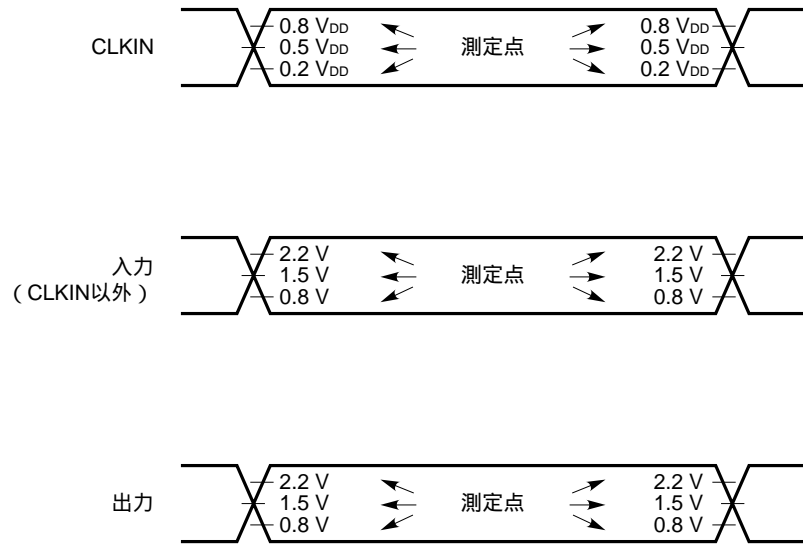 0.8 VDD 0.8 VDD
CLKIN 0.5 VDD 測定点 0.5 VDD
0.2 VDD 0.2 VDD
2.2 V 2.2 V
入力 1.5 V 測定点 1.5 V
（CLKIN以外） 0.8 V 0.8 V
2.2 V 2.2 V
出力 1.5 V 測定点 1.5 V
0.8 V 0.8 V